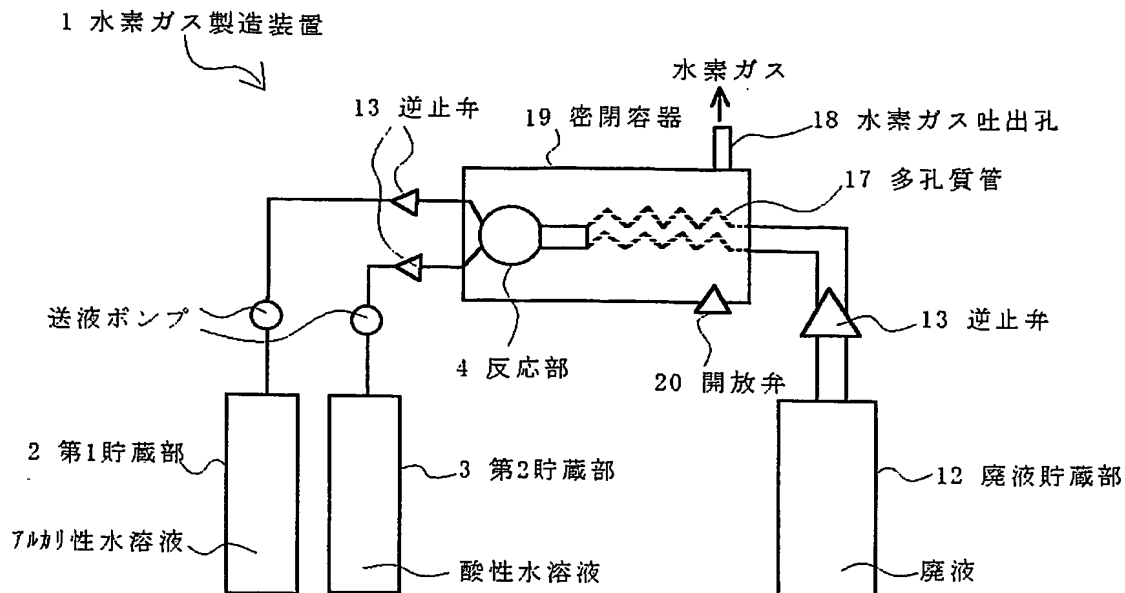 1 水素ガス製造装置
水素ガス
13 逆止弁
19 密閉容器
18 水素ガス吐出孔
17 多孔質管
送液ポンプ
4 反応部
20 開放弁
13 逆止弁
2 第1貯蔵部
3 第2貯蔵部
12 廃液貯蔵部
アルカリ性水溶液
酸性水溶液
廃液